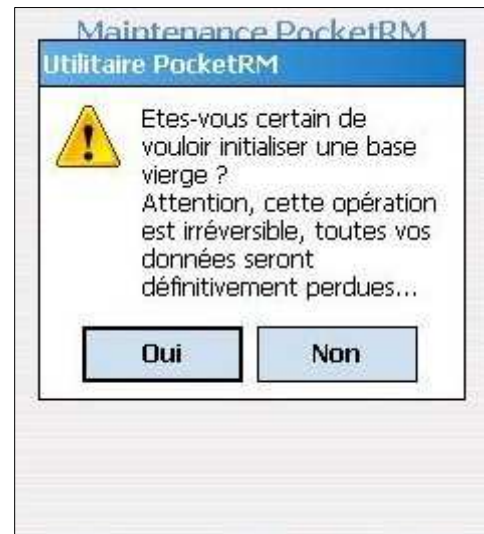 Maintenance PocketRM
Utilitaire PocketRM
Etes-vous certain de
vouloir initialiser une base
vierge ?
Attention, cette opération
est irréversible, toutes vos
données seront
définitivement perdues...
Oui
Non